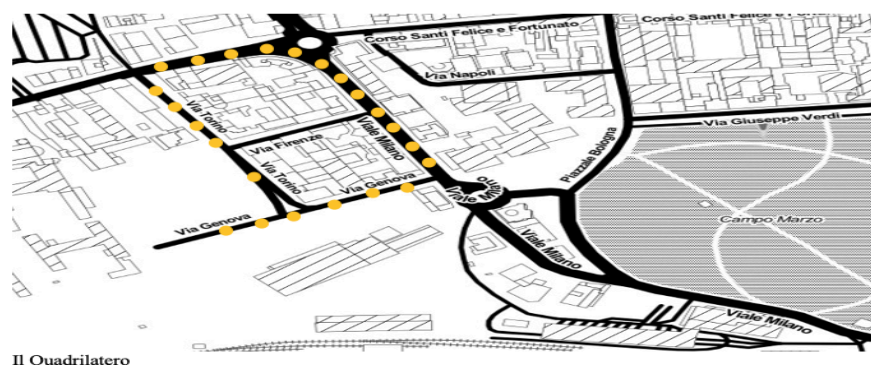 Corso Santi Felice e Fortunato
Corso Santi Felice e Fortunato
Via Napoli
Via Torino
Via Firenze
Viale Milano
Via Giuseppe Verdi
Piazzale Bologna
Via Torino
Via Genova
Viale Milano
Via Genova
Campo Marzo
Viale Milano
Viale Milano
Il Quadrilatero